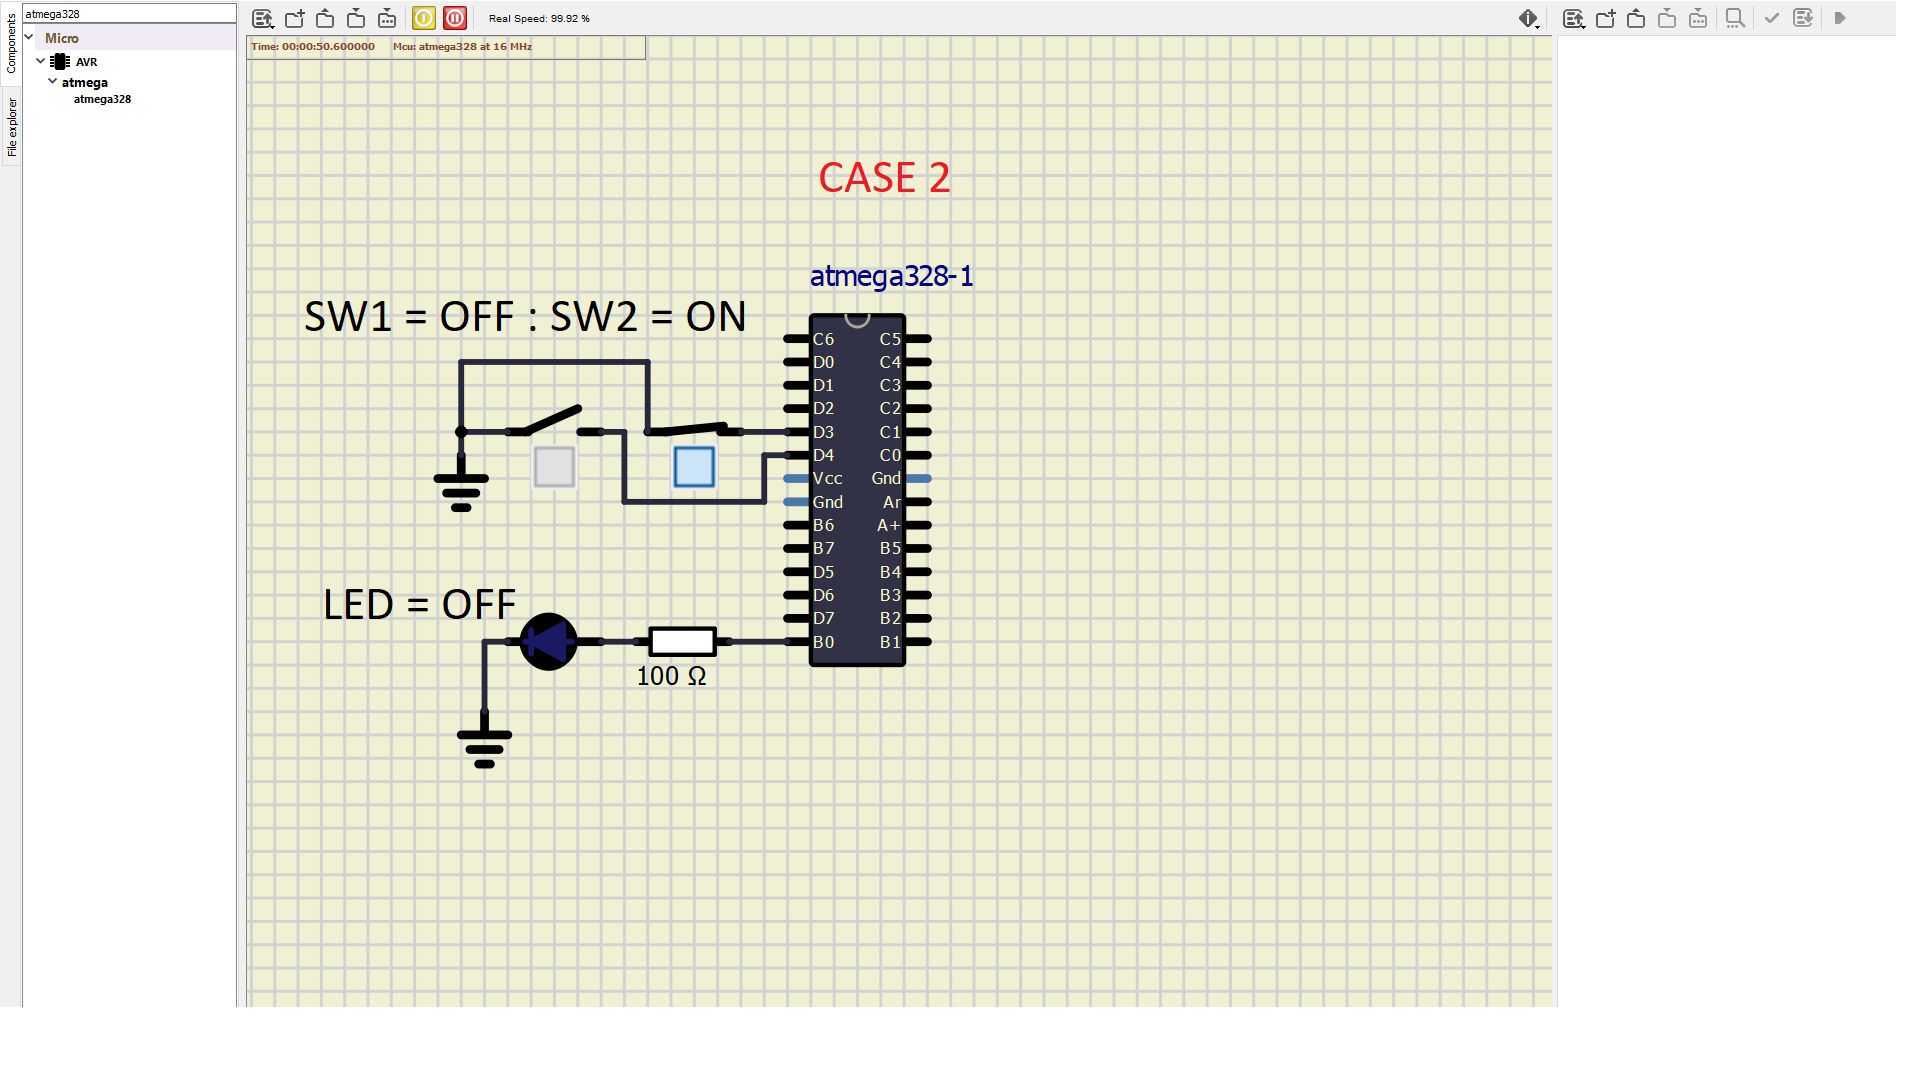 Components
File explorer
atmega328
Micro
AVR
atmega
atmega328
Real Speed: 99.92 %
Time: 00:00:50.600000 Mcu: atmega328 at 16 MHz
CASE 2
atmega328-1
SW1 = OFF : SW2 = ON
C6 C5
D0 C4
D1 C3
D2 C2
D3 C1
D4 C0
Vcc Gnd
Gnd Ar
B6 A+
B7 B5
D5 B4
D6 B3
D7 B2
B0 B1
LED = OFF
100 Ω